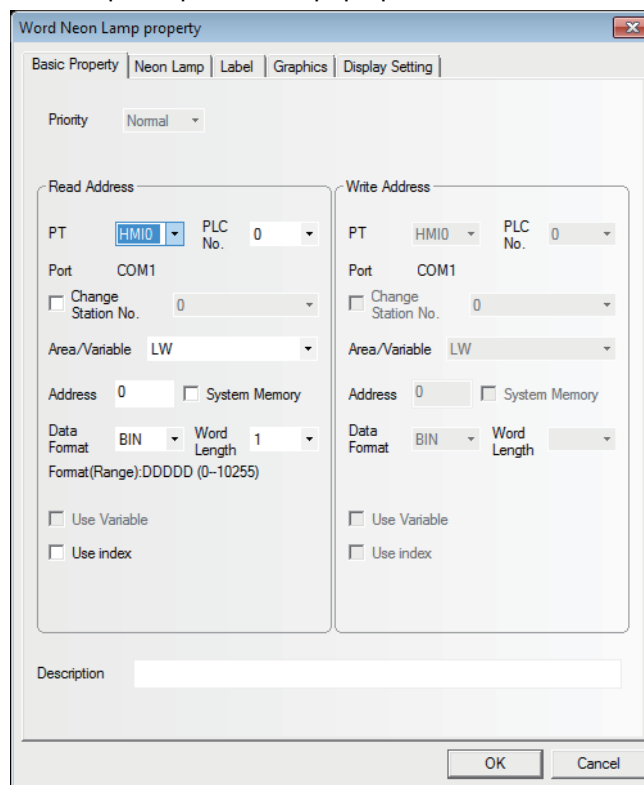 Word Neon Lamp property
Basic Property Neon Lamp Label Graphics Display Setting
Priority Normal
Read Address
PT HMI0 PLC No. 0
Port COM1
Change Station No. 0
Area/Variable LW
Address 0 System Memory
Data Format BIN Word Length 1
Format(Range):DDDDD (0--10255)
Use Variable
Use index
Write Address
PT HMI0 PLC No. 0
Port COM1
Change Station No. 0
Area/Variable LW
Address 0 System Memory
Data Format BIN Word Length
Use Variable
Use index
Description
OK Cancel